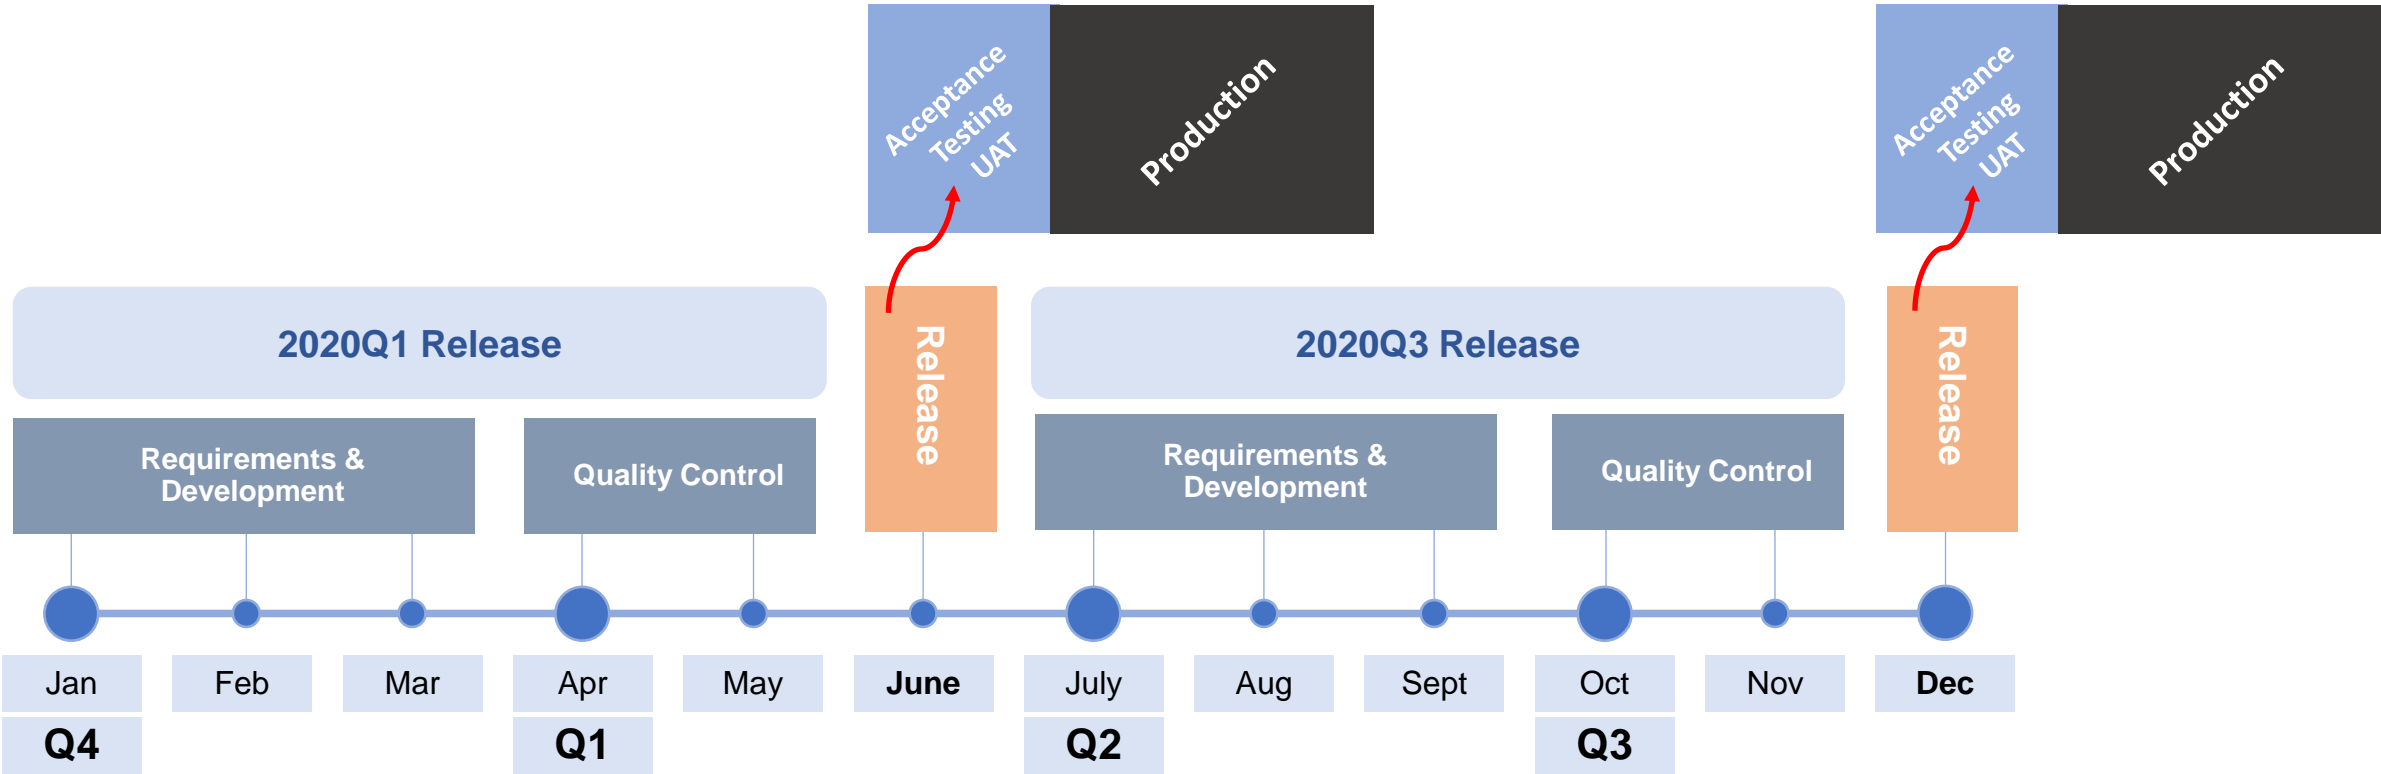 Acceptance
Testing
UAT
Production
Acceptance
Testing
UAT
Production
2020Q1 Release
Release
2020Q3 Release
Release
Requirements &
Development
Quality Control
Requirements &
Development
Quality Control
Jan
Feb
Mar
Apr
May
June
July
Aug
Sept
Oct
Nov
Dec
Q4
Q1
Q2
Q3